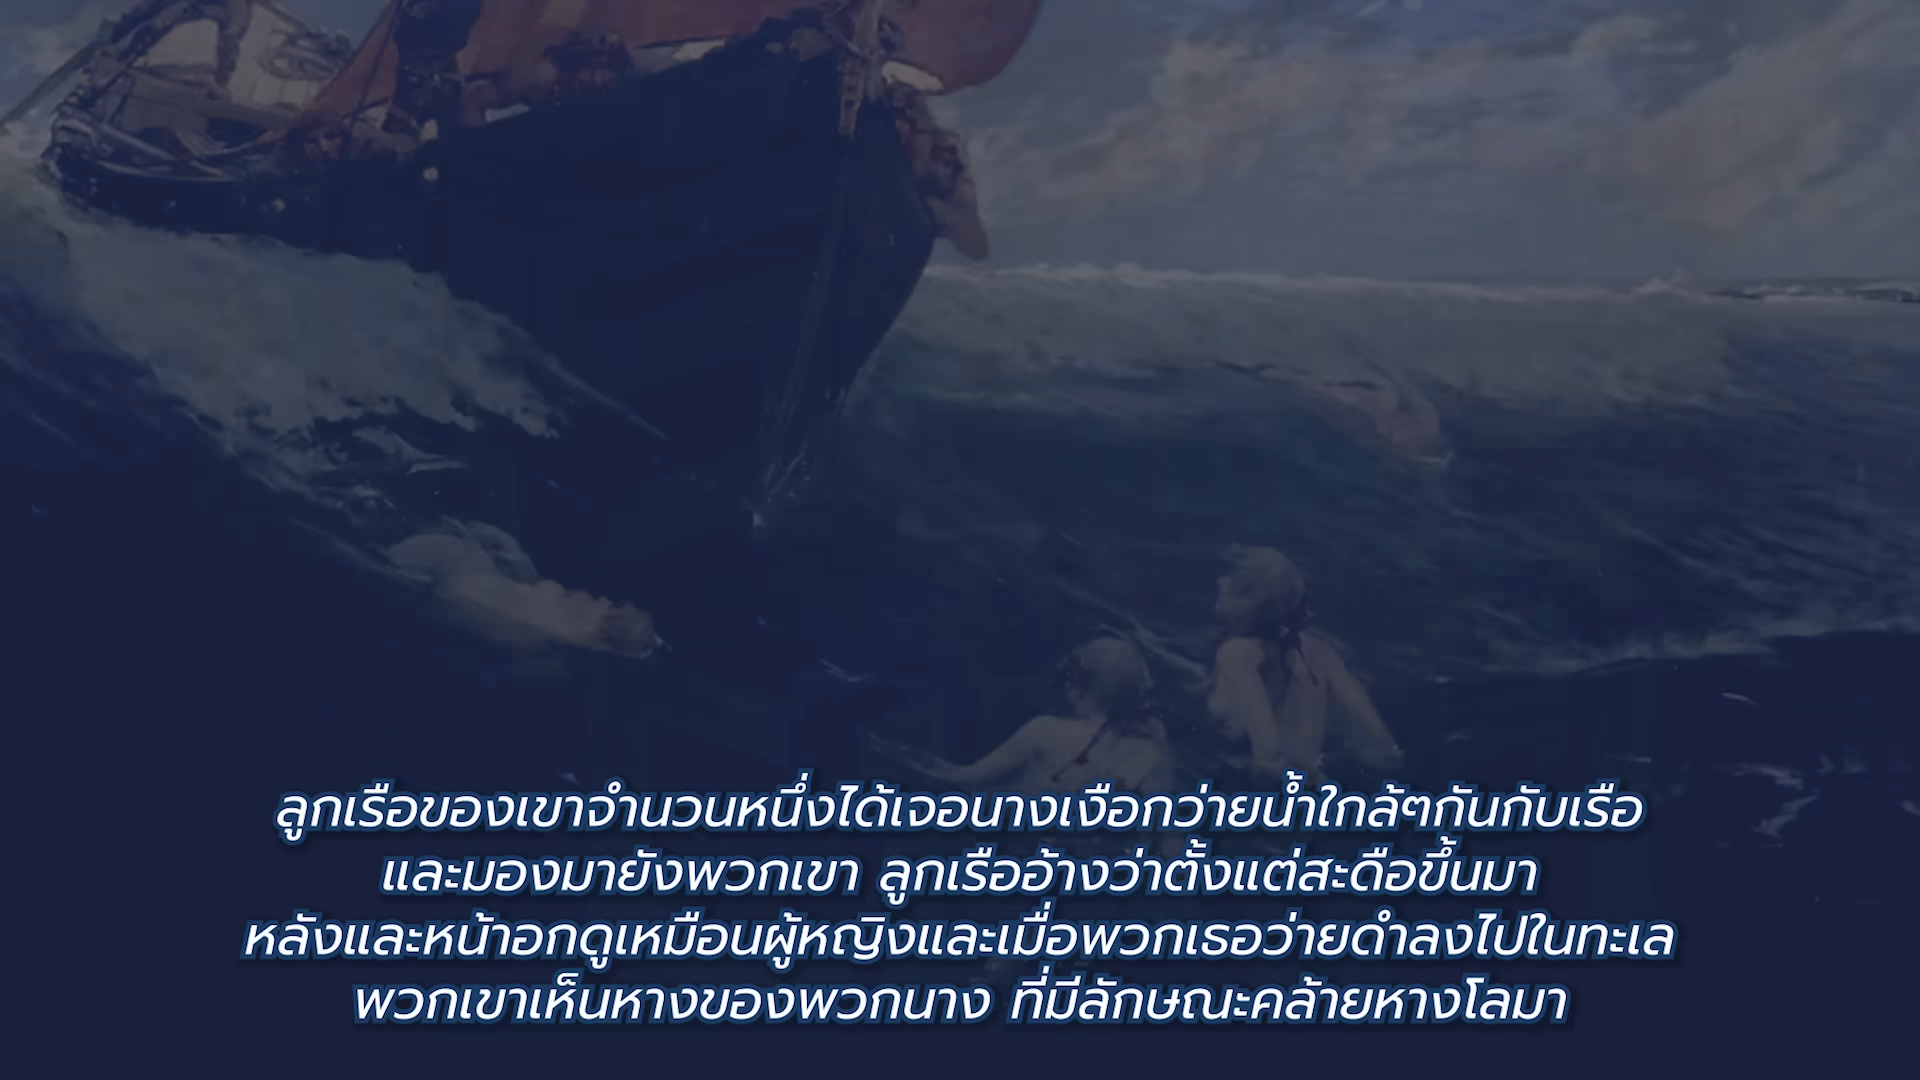 ลูกเรือของเขาจำนวนหนึ่งได้เจอนางเงือกว่ายน้ำใกล้ๆกันกับเรือ
และมองมายังพวกเขา ลูกเรืออ้างว่าตั้งแต่สะดือขึ้นมา
หลังและหน้าอกดูเหมือนผู้หญิงและเมื่อพวกเธอว่ายดำลงไปในทะเล
พวกเขาเห็นหางของพวกนาง ที่มีลักษณะคล้ายหางโลมา